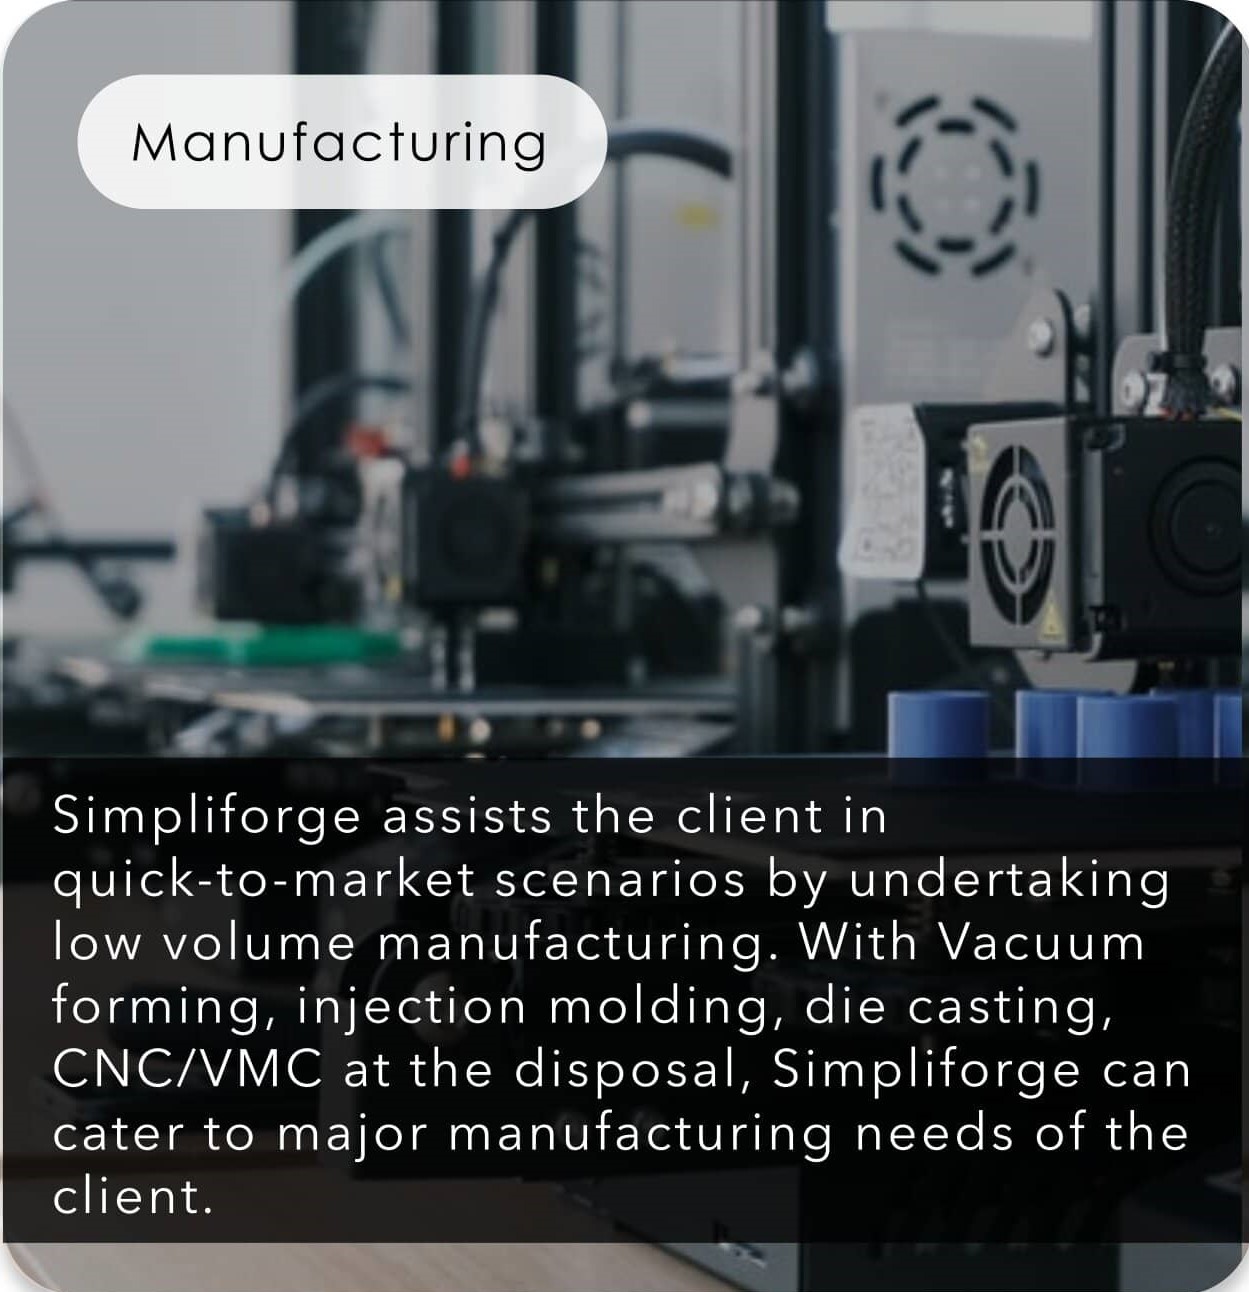 Manufacturing
Simpliforge assists the client in
quick-to-market scenarios by undertaking
low volume manufacturing. With Vacuum
forming, injection molding, die casting,
CNC/VMC at the disposal, Simpliforge can
cater to major manufacturing needs of the
client.